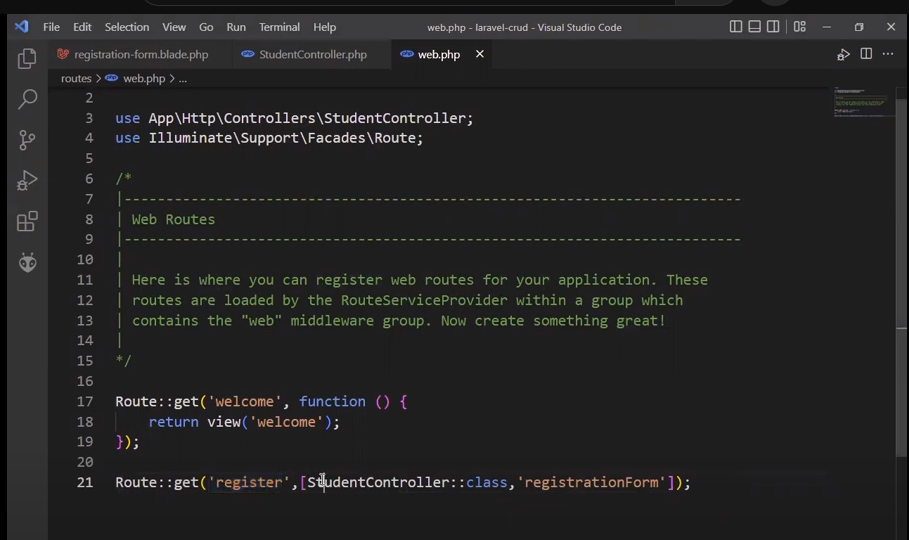 File Edit Selection View Go Run Terminal Help web.php - laravel-crud - Visual Studio Code
registration-form.blade.php StudentController.php web.php
routes > web.php > ...
2
3 use App\Http\Controllers\StudentController;
4 use Illuminate\Support\Facades\Route;
5
6 /*
7 |--------------------------------------------------------------------------
8 | Web Routes
9 |--------------------------------------------------------------------------
10 |
11 | Here is where you can register web routes for your application. These
12 | routes are loaded by the RouteServiceProvider within a group which
13 | contains the "web" middleware group. Now create something great!
14 |
15 */
16
17 Route::get('welcome', function () {
18 return view('welcome');
19 });
20
21 Route::get('register',[StudentController::class,'registrationForm']);